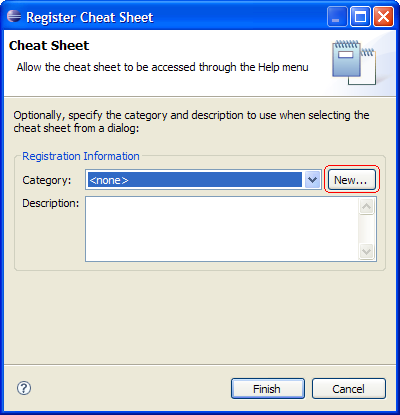 Register Cheat Sheet
Cheat Sheet
Allow the cheat sheet to be accessed through the Help menu
Optionally, specify the category and description to use when selecting the
cheat sheet from a dialog:
Registration Information
Category: <none> New...
Description:
? Finish Cancel